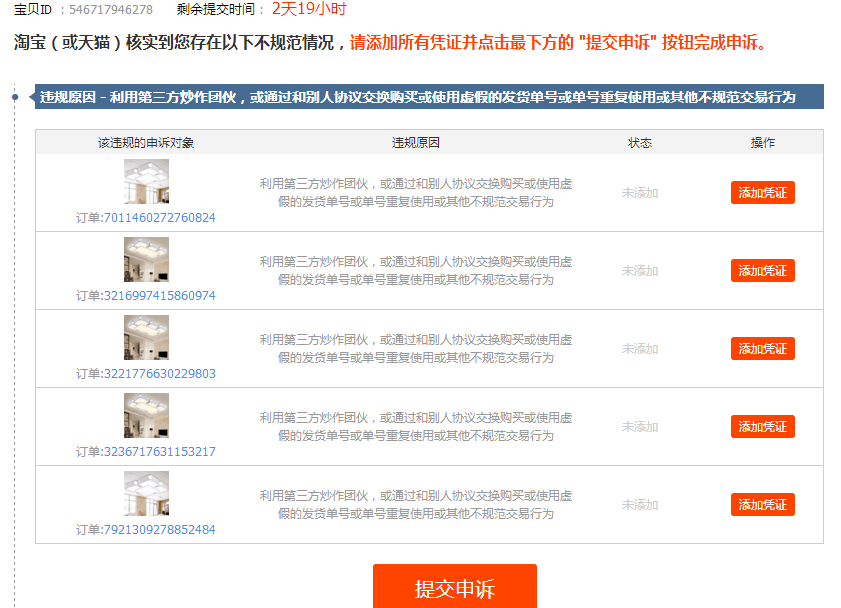 宝贝ID ：546717946278 剩余提交时间： 2天19小时
淘宝（或天猫）核实到您存在以下不规范情况，请添加所有凭证并点击最下方的 "提交申诉" 按钮完成申诉。
违规原因 - 利用第三方炒作团伙，或通过和别人协议交换购买或使用虚假的发货单号或单号重复使用或其他不规范交易行为
该违规的申诉对象 违规原因 状态 操作
利用第三方炒作团伙，或通过和别人协议交换购买或使用虚
假的发货单号或单号重复使用或其他不规范交易行为
未添加
添加凭证
订单:7011460272760824
利用第三方炒作团伙，或通过和别人协议交换购买或使用虚
假的发货单号或单号重复使用或其他不规范交易行为
未添加
添加凭证
订单:3216997415860974
利用第三方炒作团伙，或通过和别人协议交换购买或使用虚
假的发货单号或单号重复使用或其他不规范交易行为
未添加
添加凭证
订单:3221776630229803
利用第三方炒作团伙，或通过和别人协议交换购买或使用虚
假的发货单号或单号重复使用或其他不规范交易行为
未添加
添加凭证
订单:3236717631153217
利用第三方炒作团伙，或通过和别人协议交换购买或使用虚
假的发货单号或单号重复使用或其他不规范交易行为
未添加
添加凭证
订单:7921309278852484
提交申诉